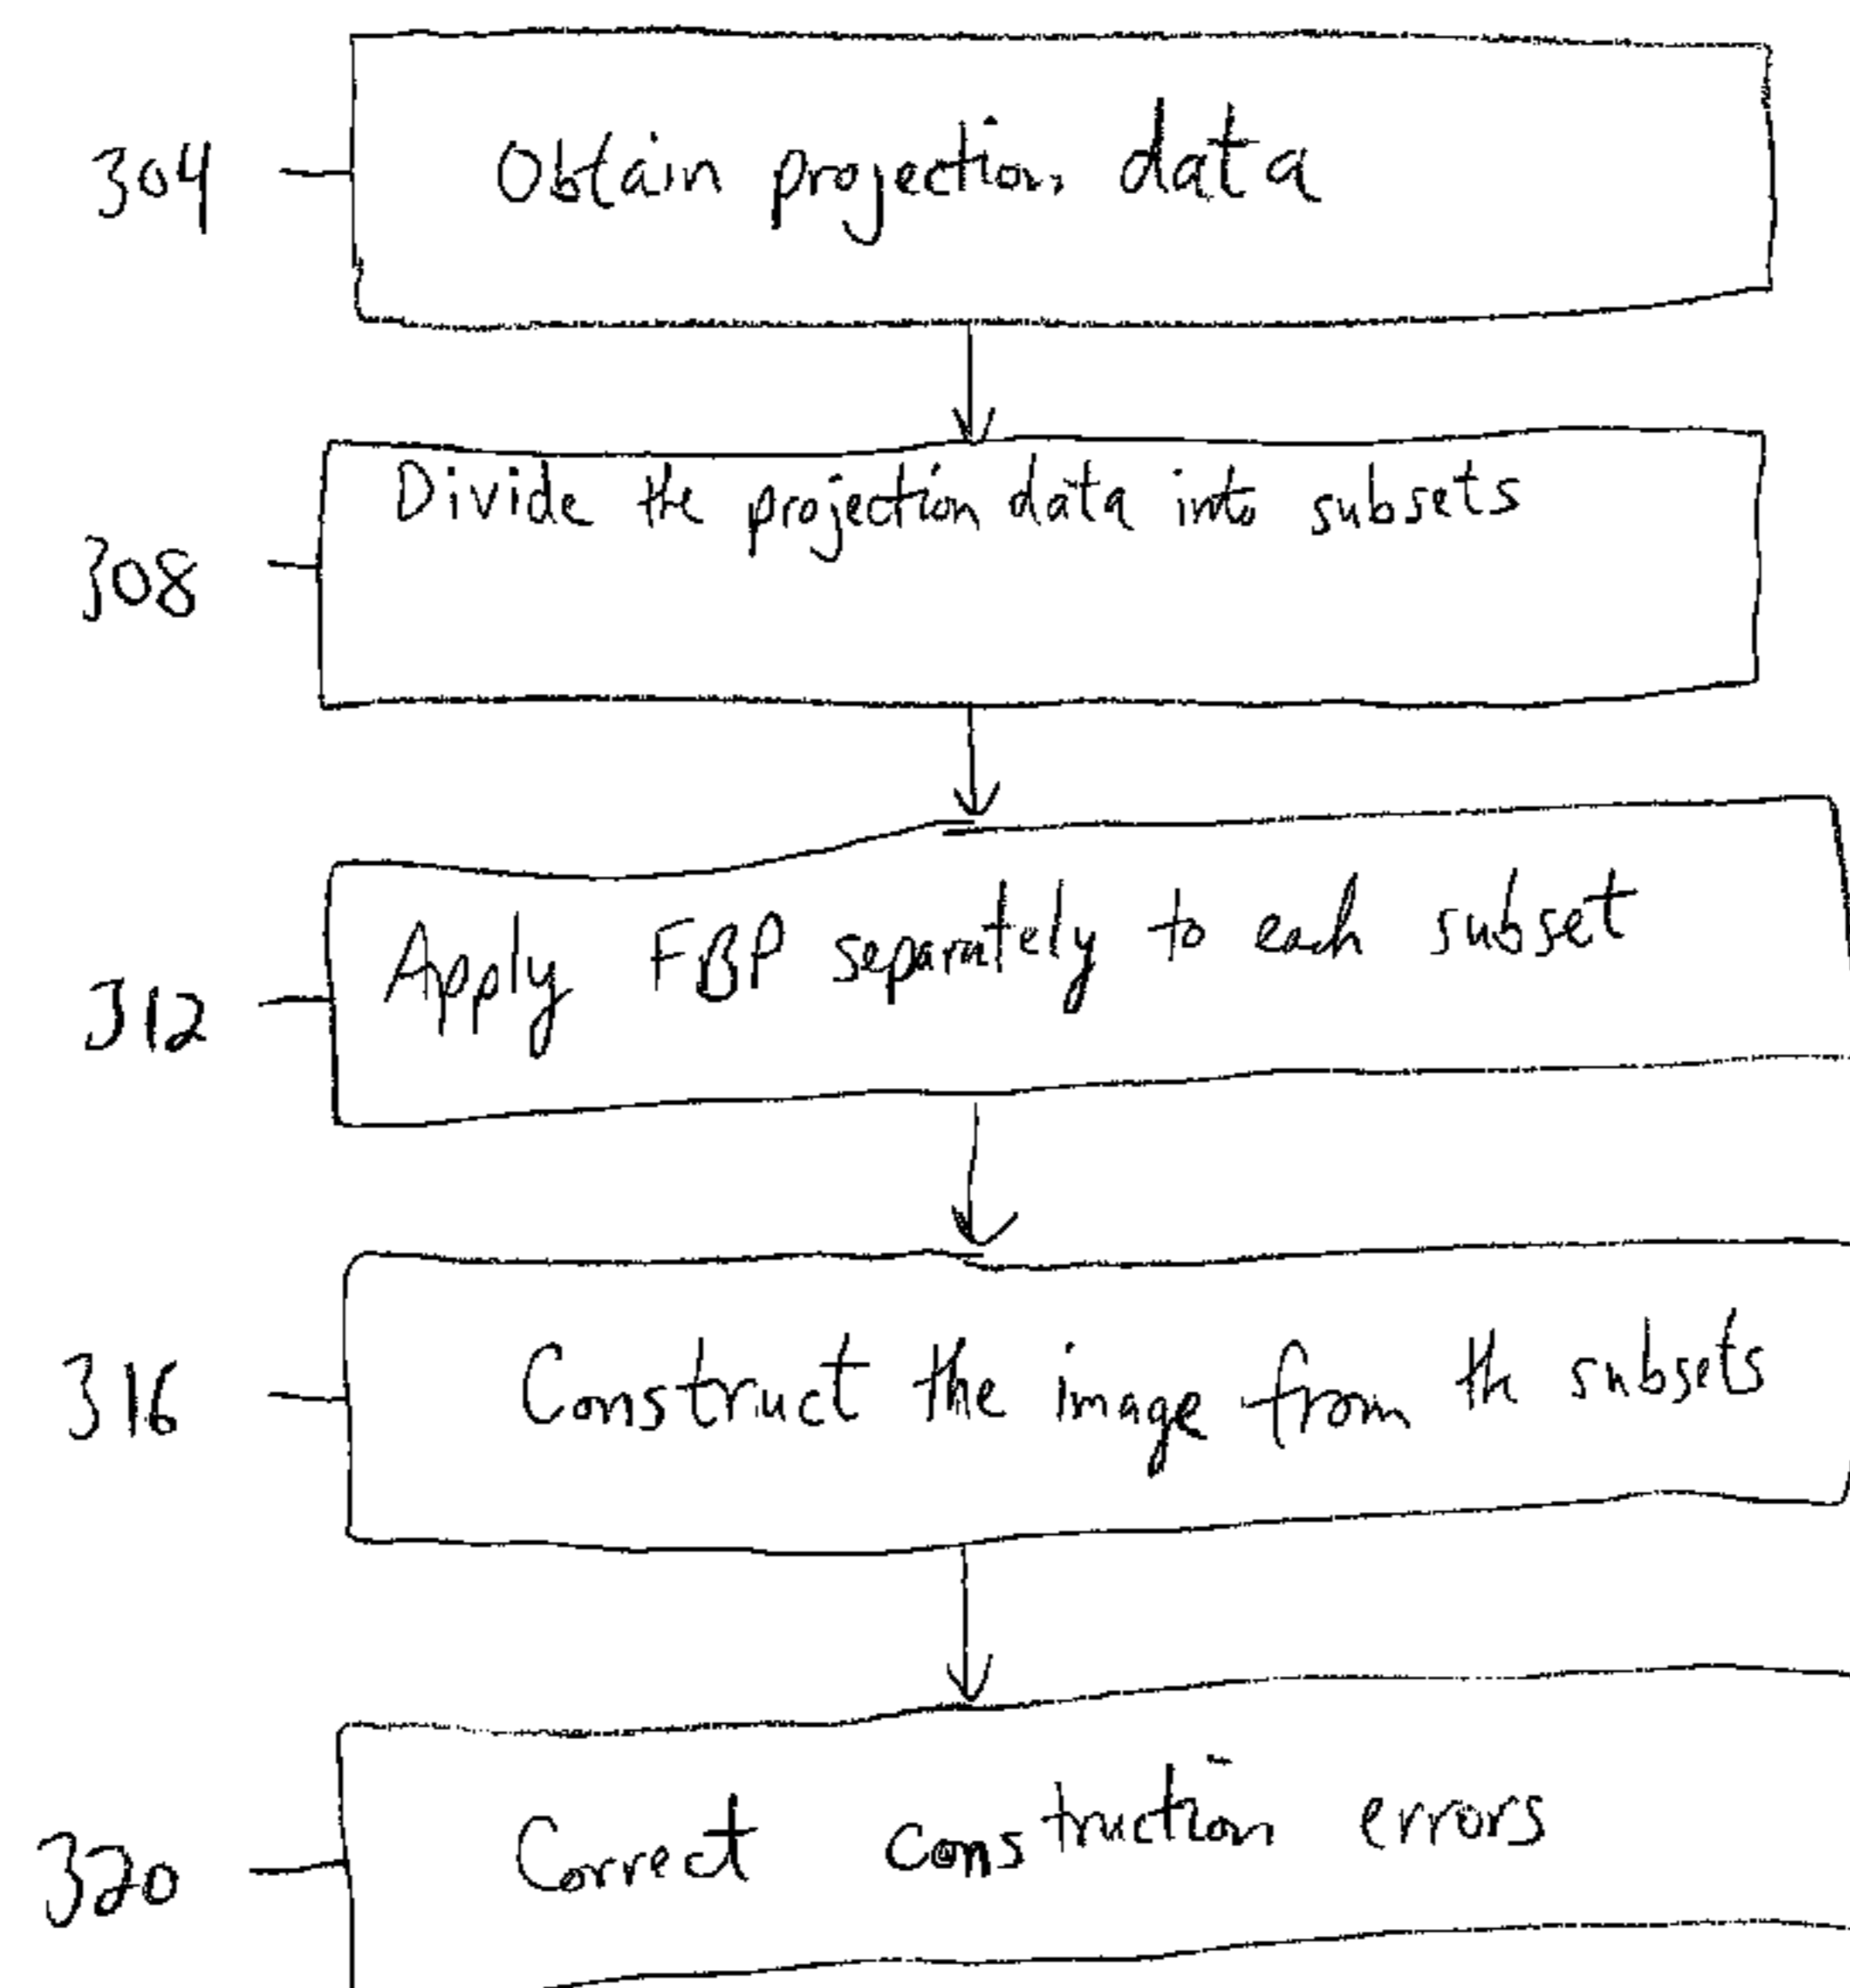 304 Obtain projection data
308 Divide the projection data into subsets
312 Apply FBP separately to each subset
316 Construct the image from th subsets
320 Correct construction errors